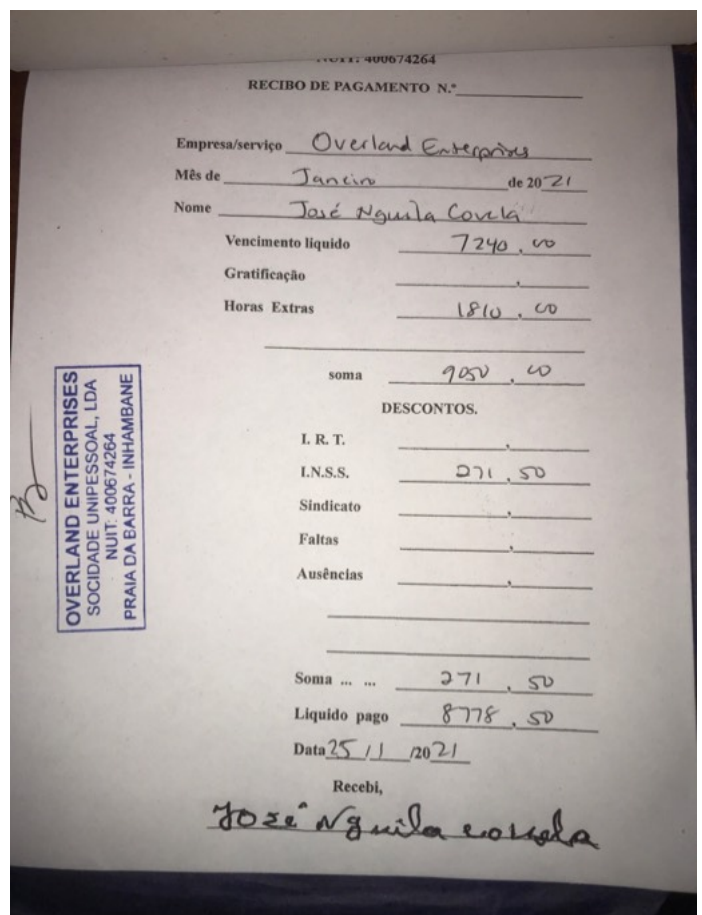 NUIT: 400674264
RECIBO DE PAGAMENTO N.º
Empresa/serviço Overland Enterprises
Mês de Janeiro de 2021
Nome José Nguila Covela
Vencimento liquido 7240.00
Gratificação .
Horas Extras 1810.00
soma 9050.00
DESCONTOS.
I. R. T. .
I.N.S.S. 271.50
Sindicato .
Faltas .
Ausências .
Soma ... ... 271.50
Liquido pago 8778.50
Data 25/1/2021
Recebi,
José Nguila covela
OVERLAND ENTERPRISES
SOCIDADE UNIPESSOAL, LDA
NUIT: 400674264
PRAIA DA BARRA - INHAMBANE